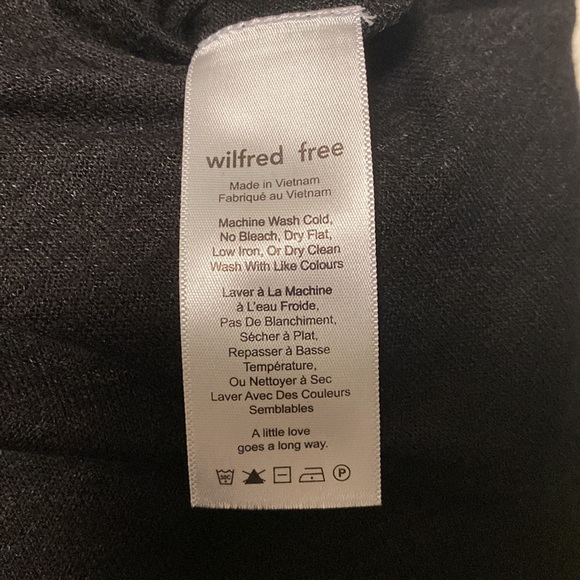 wilfred free
Made in Vietnam
Fabriqué au Vietnam
Machine Wash Cold,
No Bleach, Dry Flat,
Low Iron, Or Dry Clean
Wash With Like Colours
Laver à La Machine
à L'eau Froide,
Pas De Blanchiment,
Sécher à Plat,
Repasser à Basse
Température,
Ou Nettoyer à Sec
Laver Avec Des Couleurs
Semblables
A little love
goes a long way.
30C P